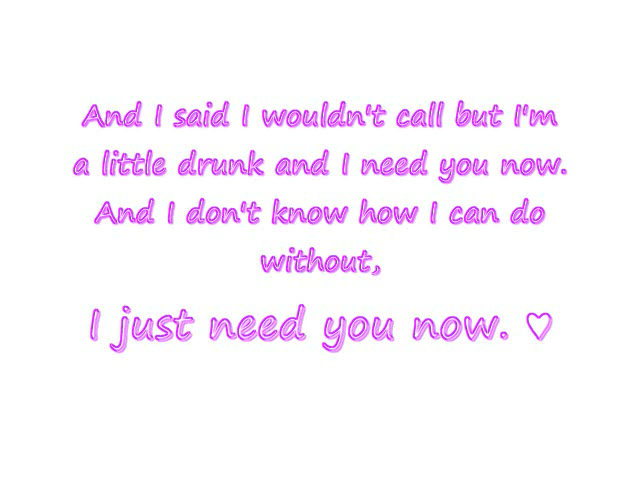 And I said I wouldn't call but I'm
a little drunk and I need you now.
And I don't know how I can do
without,
I just need you now. ♡